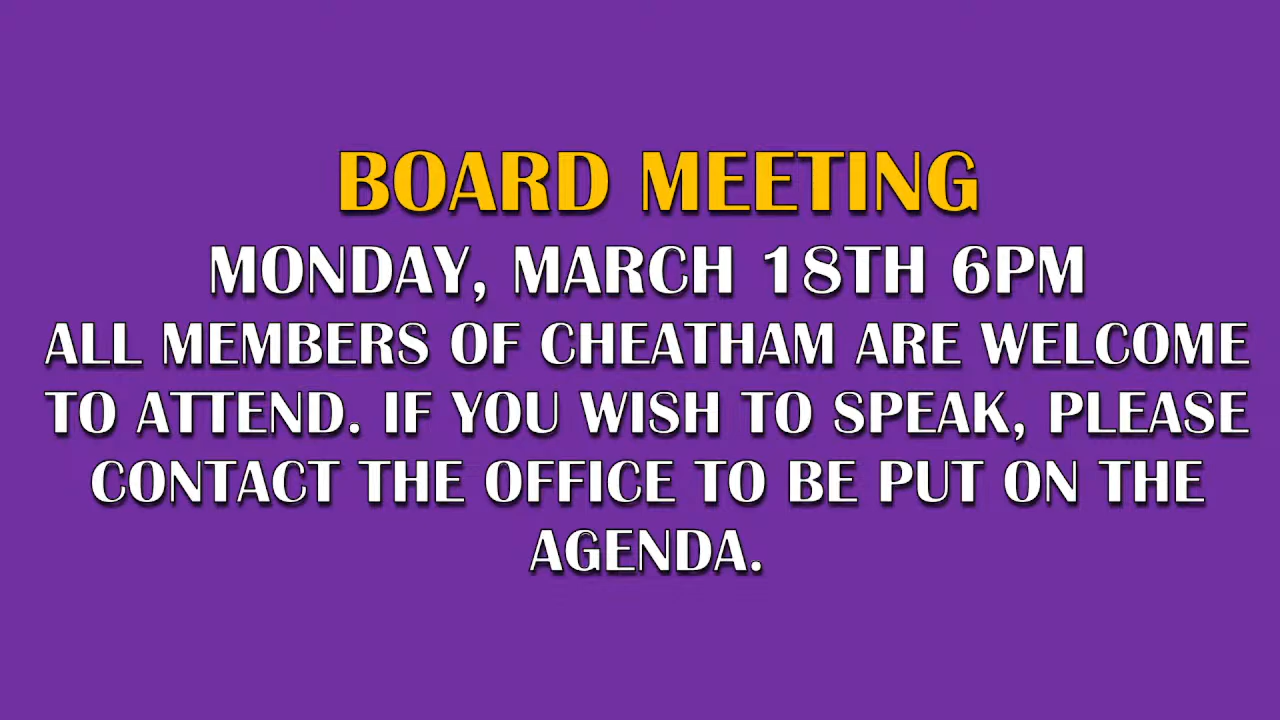 BOARD MEETING
MONDAY, MARCH 18TH 6PM
ALL MEMBERS OF CHEATHAM ARE WELCOME
TO ATTEND. IF YOU WISH TO SPEAK, PLEASE
CONTACT THE OFFICE TO BE PUT ON THE
AGENDA.